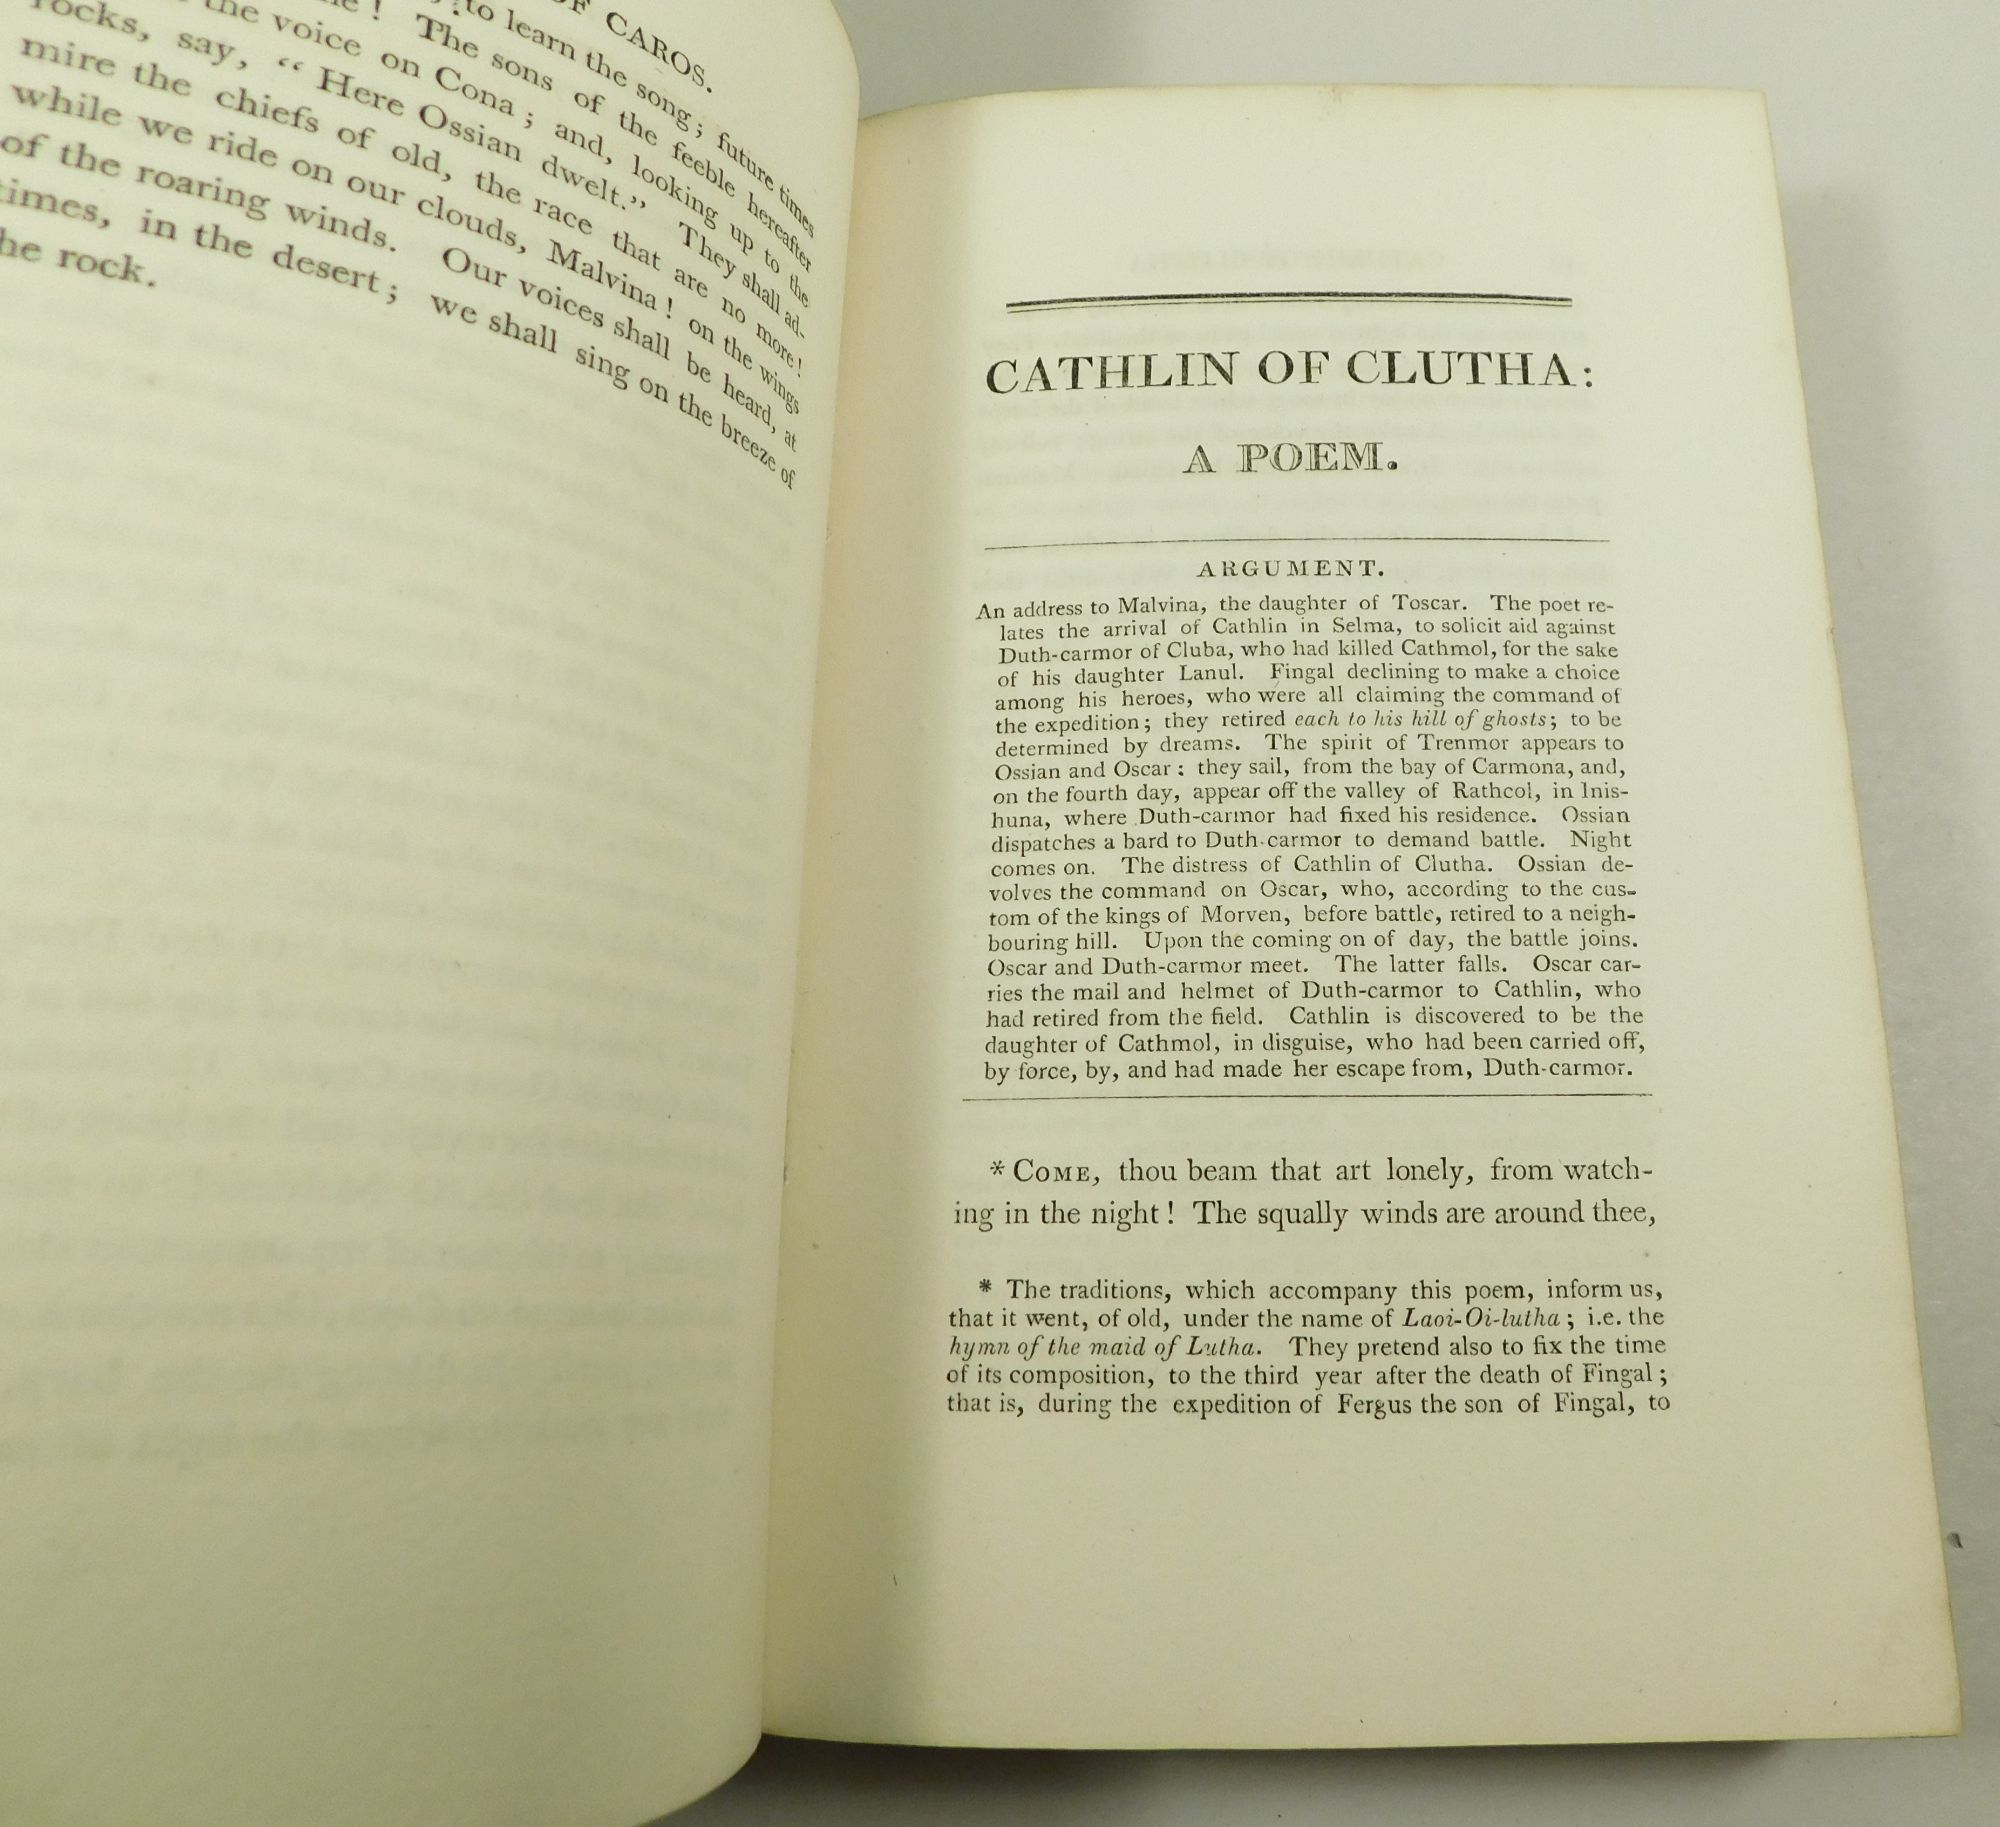 OF CAROS.
to learn the song; future times
! The sons of the feeble hereafter
the voice on Cona; and, looking up to the
rocks, say, “ Here Ossian dwelt.” They shall ad-
mire the chiefs of old, the race that are no more!
while we ride on our clouds, Malvina! on the wings
of the roaring winds. Our voices shall be heard, at
times, in the desert; we shall sing on the breeze of
the rock.
CATHLIN OF CLUTHA:
A POEM.
ARGUMENT.
An address to Malvina, the daughter of Toscar. The poet re-
lates the arrival of Cathlin in Selma, to solicit aid against
Duth-carmor of Cluba, who had killed Cathmol, for the sake
of his daughter Lanul. Fingal declining to make a choice
among his heroes, who were all claiming the command of
the expedition; they retired each to his hill of ghosts; to be
determined by dreams. The spirit of Trenmor appears to
Ossian and Oscar: they sail, from the bay of Carmona, and,
on the fourth day, appear off the valley of Rathcol, in Inis-
huna, where Duth-carmor had fixed his residence. Ossian
dispatches a bard to Duth-carmor to demand battle. Night
comes on. The distress of Cathlin of Clutha. Ossian de-
volves the command on Oscar, who, according to the cus-
tom of the kings of Morven, before battle, retired to a neigh-
bouring hill. Upon the coming on of day, the battle joins.
Oscar and Duth-carmor meet. The latter falls. Oscar car-
ries the mail and helmet of Duth-carmor to Cathlin, who
had retired from the field. Cathlin is discovered to be the
daughter of Cathmol, in disguise, who had been carried off,
by force, by, and had made her escape from, Duth-carmor.
* COME, thou beam that art lonely, from watch-
ing in the night! The squally winds are around thee,
* The traditions, which accompany this poem, inform us,
that it went, of old, under the name of Laoi-Oi-lutha; i.e. the
hymn of the maid of Lutha. They pretend also to fix the time
of its composition, to the third year after the death of Fingal;
that is, during the expedition of Fergus the son of Fingal, to